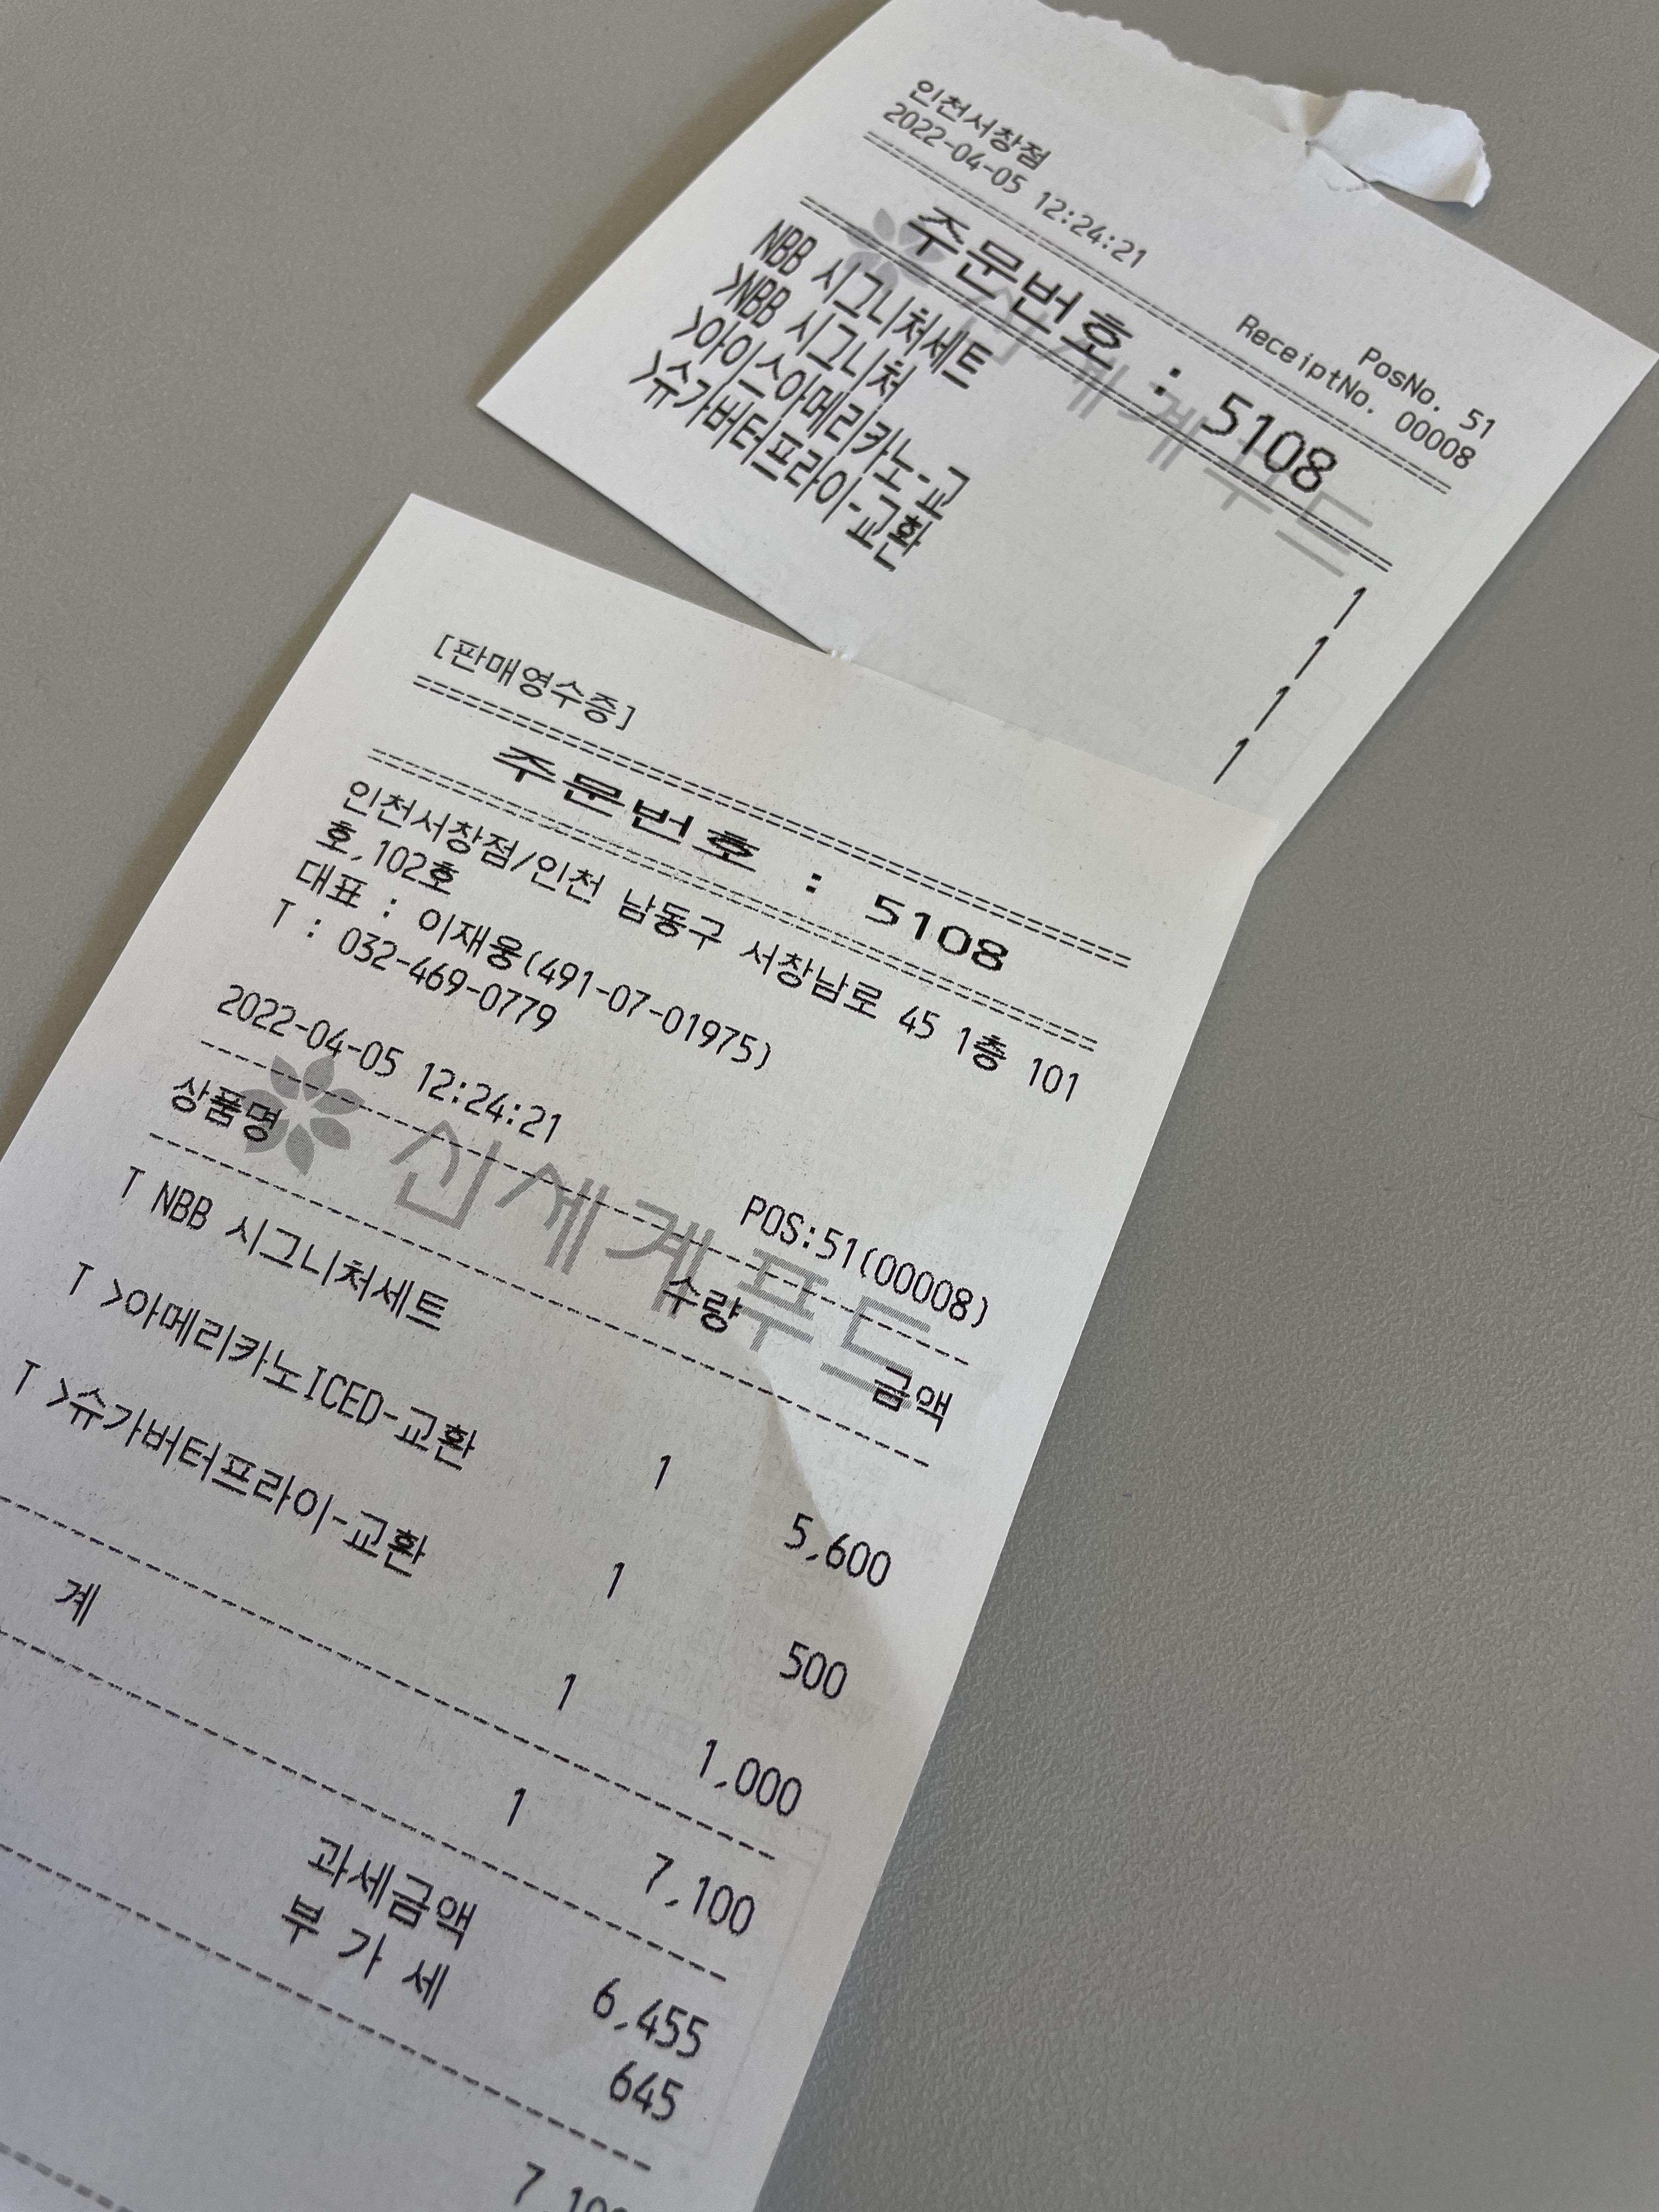 인천서창점
2022-04-05 12:24:21
PosNo. 51
ReceiptNo. 00008
주문번호 : 5108
신세계푸드
NBB 시그니처세트 1
>NBB 시그니처 1
>아이스아메리카노-교 1
>슈가버터프라이-교환 1
[판매영수증]
주문번호 : 5108
인천서창점/인천 남동구 서창남로 45 1층 101
호,102호
대표 : 이재웅(491-07-01975)
T : 032-469-0779
2022-04-05 12:24:21 POS:51(00008)
신세계푸드
상품명 수량 금액
T NBB 시그니처세트 1 5,600
T >아메리카노ICED-교환 1 500
T >슈가버터프라이-교환 1 1,000
계 1 7,100
과세금액 6,455
부 가 세 645